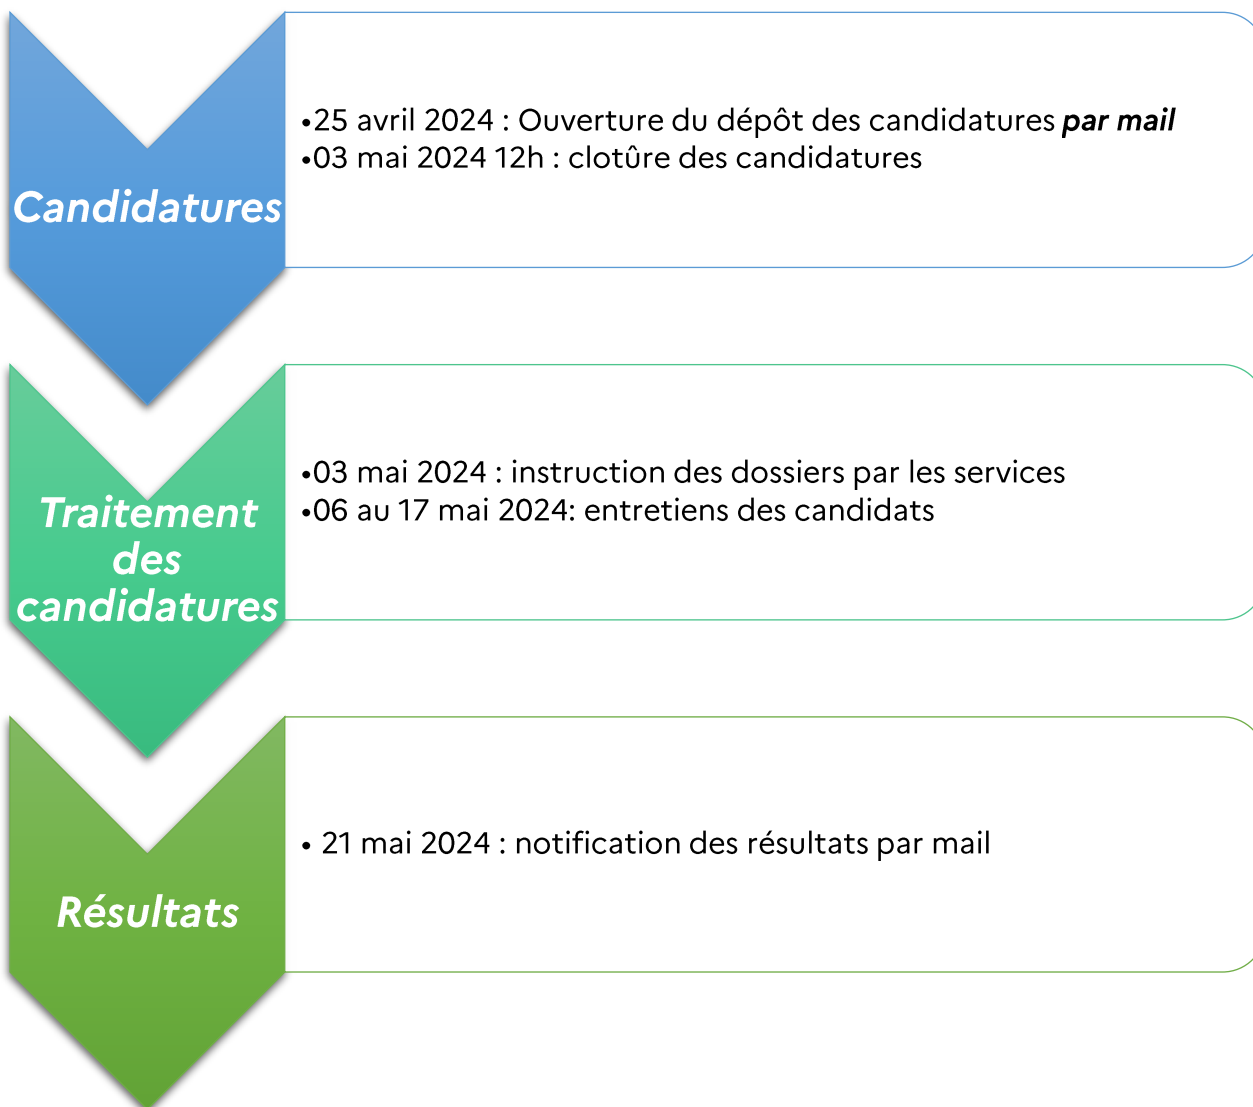 Candidatures
•25 avril 2024 : Ouverture du dépôt des candidatures par mail
•03 mai 2024 12h : clotûre des candidatures
Traitement
des
candidatures
•03 mai 2024 : instruction des dossiers par les services
•06 au 17 mai 2024: entretiens des candidats
Résultats
• 21 mai 2024 : notification des résultats par mail